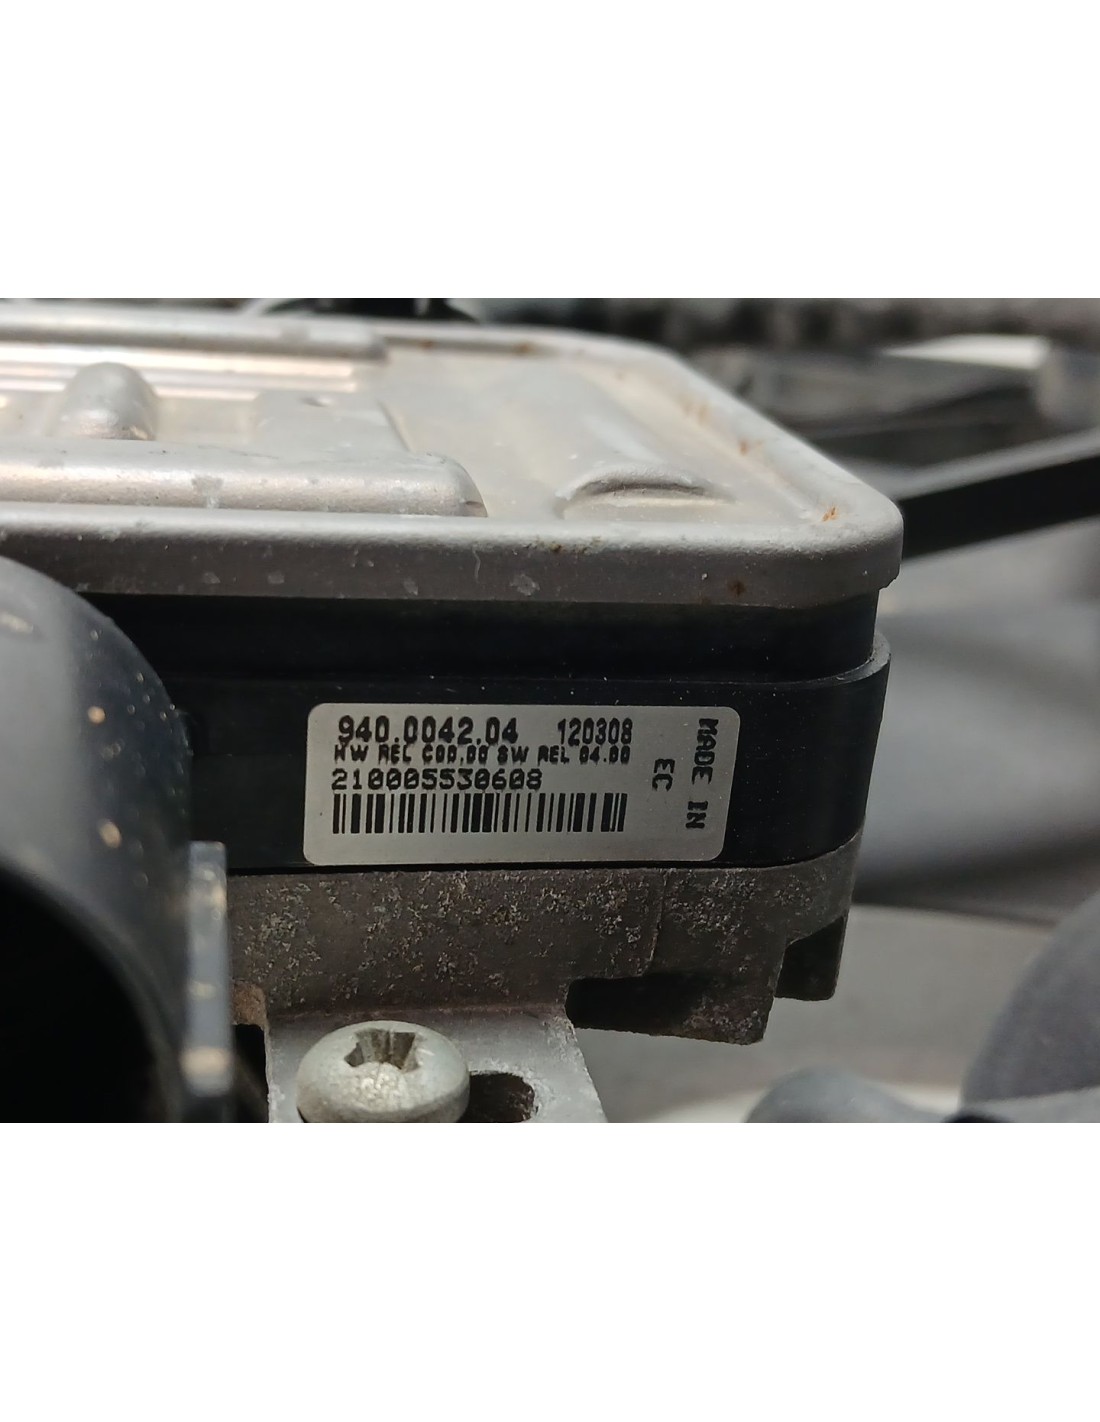 940.0042.04 120308
HW REL C00.00 SW REL 04.00
210005530608
MADE IN
EC